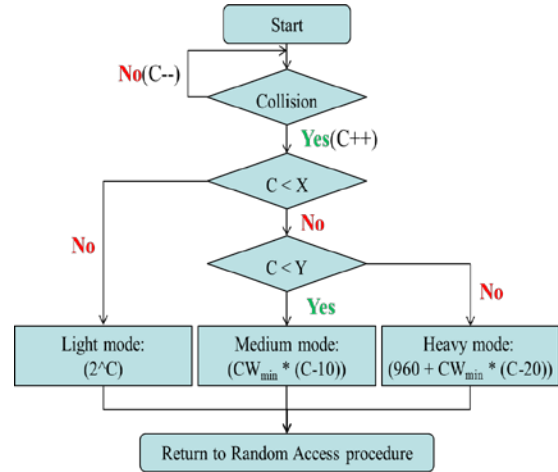 Start
No(C--)
Collision
Yes(C++)
C < X
No
No
C < Y
Yes
No
Light mode:
(2^C)
Medium mode:
(CWmin * (C-10))
Heavy mode:
(960 + CWmin * (C-20))
Return to Random Access procedure